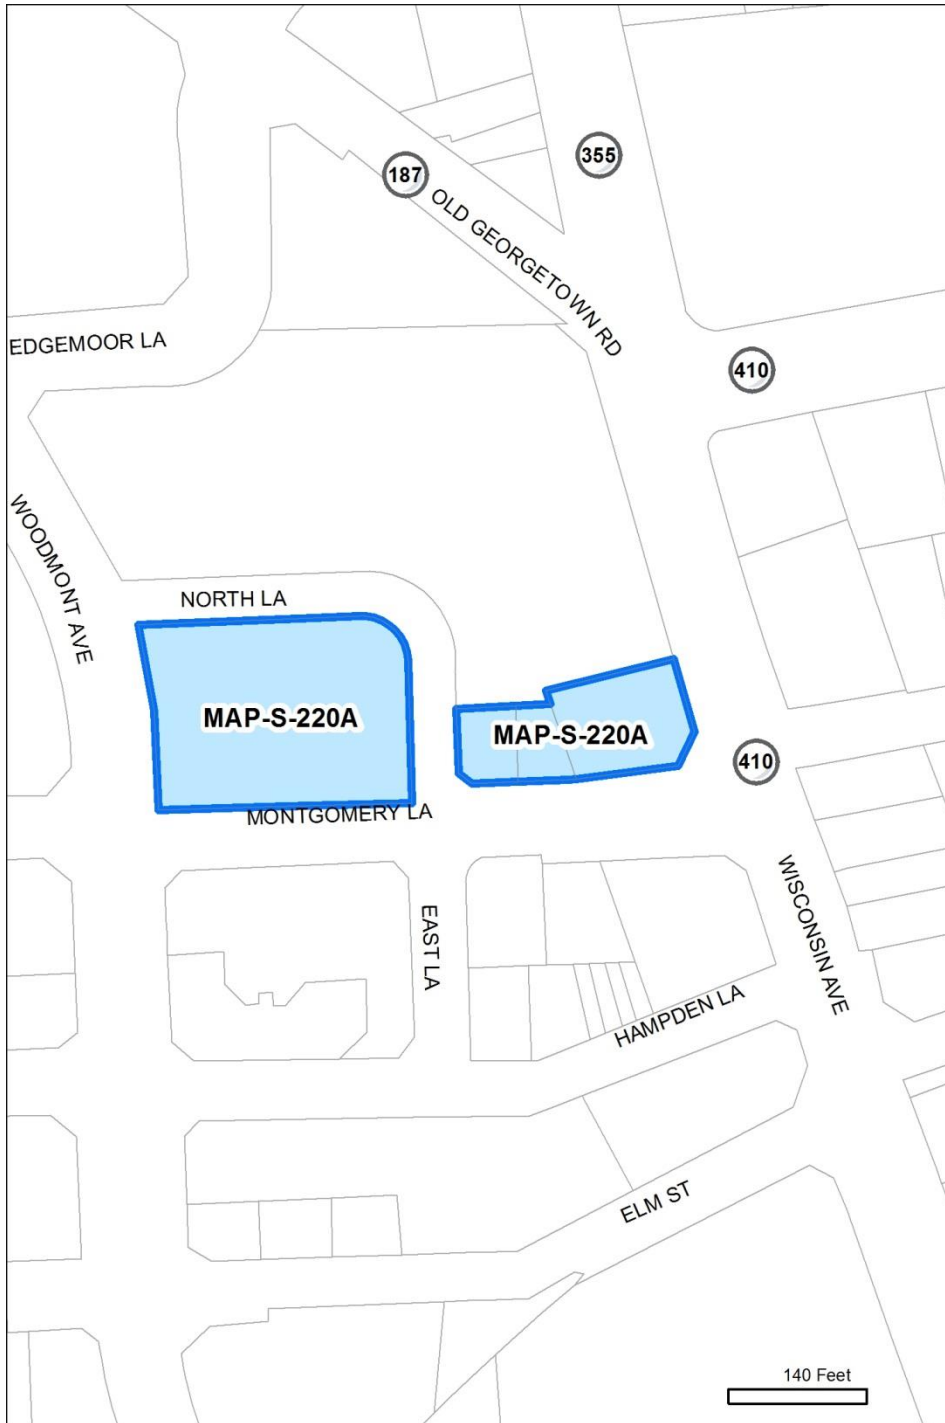 355
187
OLD GEORGETOWN RD
EDGEMOOR LA
410
WOODMONT AVE
NORTH LA
MAP-S-220A
MAP-S-220A
410
MONTGOMERY LA
WISCONSIN AVE
EAST LA
HAMPDEN LA
ELM ST
140 Feet